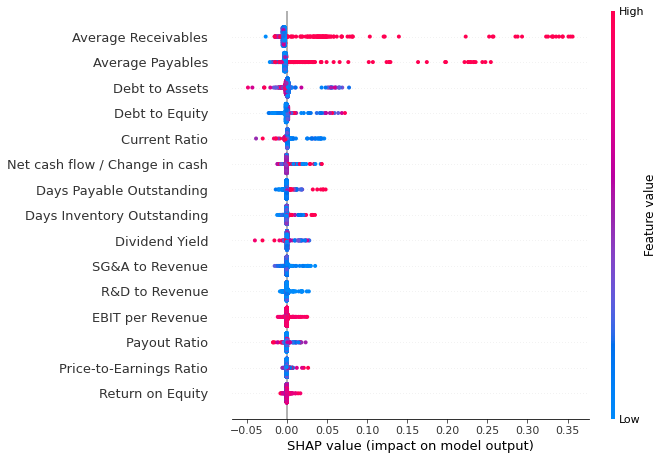 High
Average Receivables
Average Payables
Debt to Assets
Debt to Equity
Current Ratio
Net cash flow / Change in cash
Days Payable Outstanding
Days Inventory Outstanding
Dividend Yield
SG&A to Revenue
R&D to Revenue
EBIT per Revenue
Payout Ratio
Price-to-Earnings Ratio
Return on Equity
Feature value
Low
−0.05 0.00 0.05 0.10 0.15 0.20 0.25 0.30 0.35
SHAP value (impact on model output)